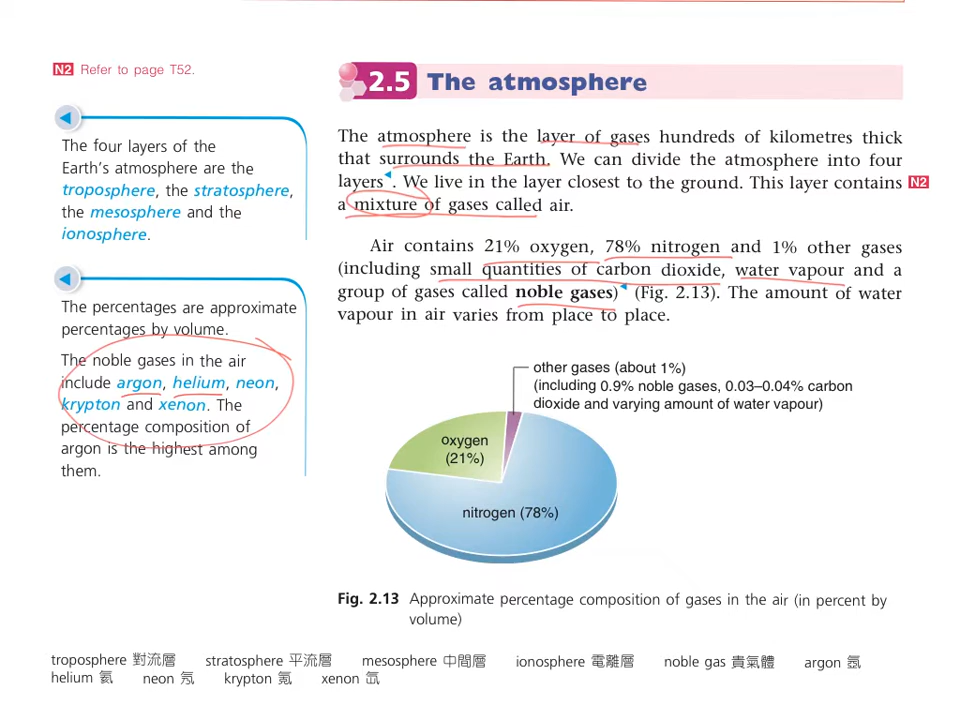 N2 Refer to page T52.
2.5 The atmosphere
The four layers of the
Earth's atmosphere are the
troposphere, the stratosphere,
the mesosphere and the
ionosphere.
The percentages are approximate
percentages by volume.
The noble gases in the air
include argon, helium, neon,
krypton and xenon. The
percentage composition of
argon is the highest among
them.
The atmosphere is the layer of gases hundreds of kilometres thick
that surrounds the Earth. We can divide the atmosphere into four
layers. We live in the layer closest to the ground. This layer contains N2
a mixture of gases called air.
Air contains 21% oxygen, 78% nitrogen and 1% other gases
(including small quantities of carbon dioxide, water vapour and a
group of gases called noble gases) (Fig. 2.13). The amount of water
vapour in air varies from place to place.
other gases (about 1%)
(including 0.9% noble gases, 0.03–0.04% carbon
dioxide and varying amount of water vapour)
oxygen
(21%)
nitrogen (78%)
Fig. 2.13 Approximate percentage composition of gases in the air (in percent by
volume)
troposphere 對流層 stratosphere 平流層 mesosphere 中間層 ionosphere 電離層 noble gas 貴氣體 argon 氬
helium 氦 neon 氖 krypton 氪 xenon 氙